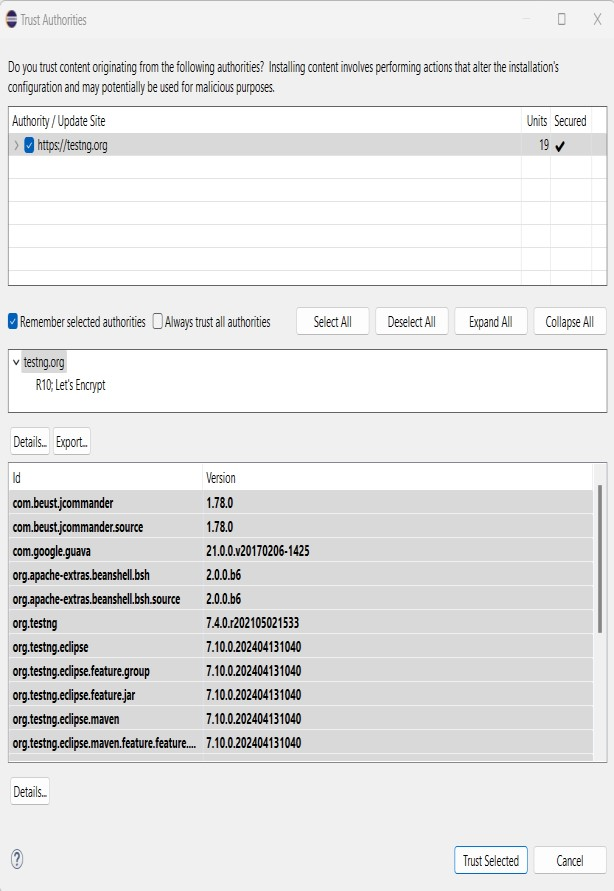 Trust Authorities
Do you trust content originating from the following authorities? Installing content involves performing actions that alter the installation's
configuration and may potentially be used for malicious purposes.
Authority / Update Site Units Secured
https://testng.org 19
Remember selected authorities Always trust all authorities Select All Deselect All Expand All Collapse All
testng.org
R10; Let's Encrypt
Details... Export...
Id Version
com.beust.jcommander 1.78.0
com.beust.jcommander.source 1.78.0
com.google.guava 21.0.0.v20170206-1425
org.apache-extras.beanshell.bsh 2.0.0.b6
org.apache-extras.beanshell.bsh.source 2.0.0.b6
org.testng 7.4.0.r202105021533
org.testng.eclipse 7.10.0.202404131040
org.testng.eclipse.feature.group 7.10.0.202404131040
org.testng.eclipse.feature.jar 7.10.0.202404131040
org.testng.eclipse.maven 7.10.0.202404131040
org.testng.eclipse.maven.feature.feature.... 7.10.0.202404131040
Details...
Trust Selected Cancel